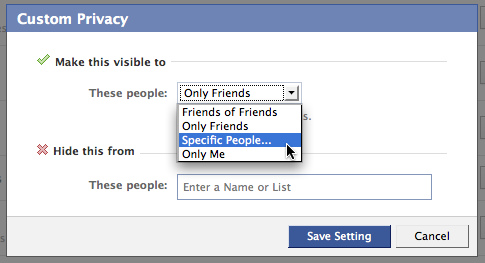 Custom Privacy
Make this visible to
These people: Only Friends
Friends of Friends
Only Friends
Specific People...
Only Me
Hide this from
These people: Enter a Name or List
Save Setting Cancel